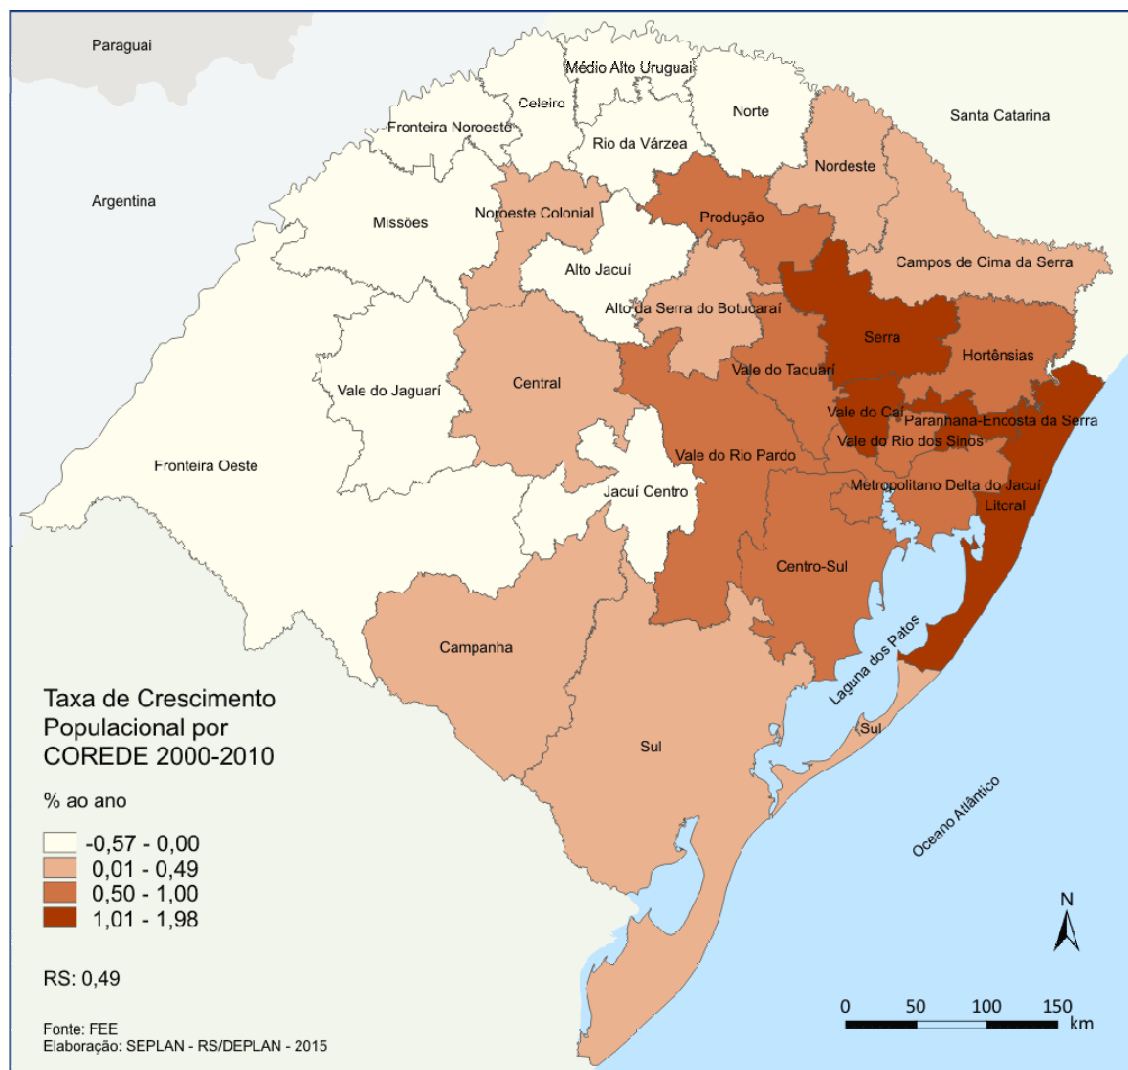 Paraguai
Médio Alto Uruguai
Celeiro
Norte
Santa Catarina
Fronteira Noroeste
Rio da Várzea
Nordeste
Argentina
Missões
Noroeste Colonial
Produção
Alto Jacuí
Campos de Cima da Serra
Alto da Serra do Botucaraí
Serra
Hortênsias
Vale do Tacuarí
Central
Vale do Jaguarí
Vale do Caí
Paranhana-Encosta da Serra
Vale do Rio dos Sinos
Vale do Rio Pardo
Fronteira Oeste
Metropolitano Delta do Jacuí
Jacuí Centro
Litoral
Centro-Sul
Campanha
Laguna dos Patos
Sul
Sul
Oceano Atlântico
Taxa de Crescimento
Populacional por
COREDE 2000-2010
% ao ano
-0,57 - 0,00
0,01 - 0,49
0,50 - 1,00
1,01 - 1,98
RS: 0,49
Fonte: FEE
Elaboração: SEPLAN - RS/DEPLAN - 2015
N
0 50 100 150
km